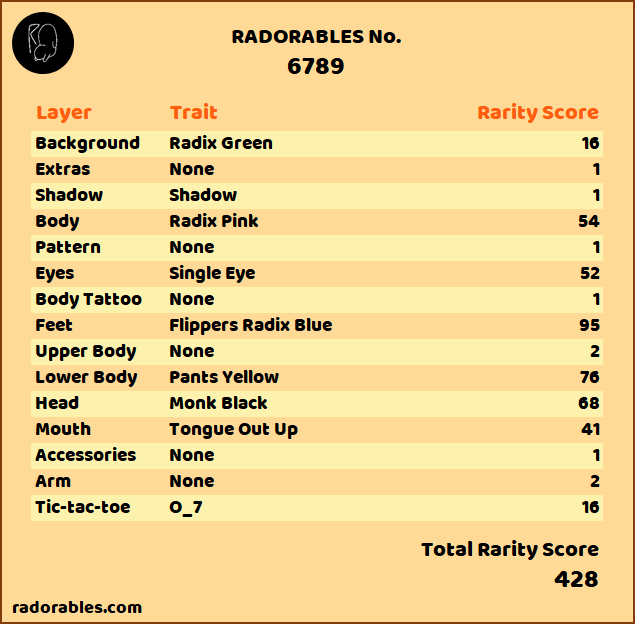 RADORABLES No.
6789
Layer Trait Rarity Score
Background Radix Green 16
Extras None 1
Shadow Shadow 1
Body Radix Pink 54
Pattern None 1
Eyes Single Eye 52
Body Tattoo None 1
Feet Flippers Radix Blue 95
Upper Body None 2
Lower Body Pants Yellow 76
Head Monk Black 68
Mouth Tongue Out Up 41
Accessories None 1
Arm None 2
Tic-tac-toe O_7 16
Total Rarity Score
428
radorables.com